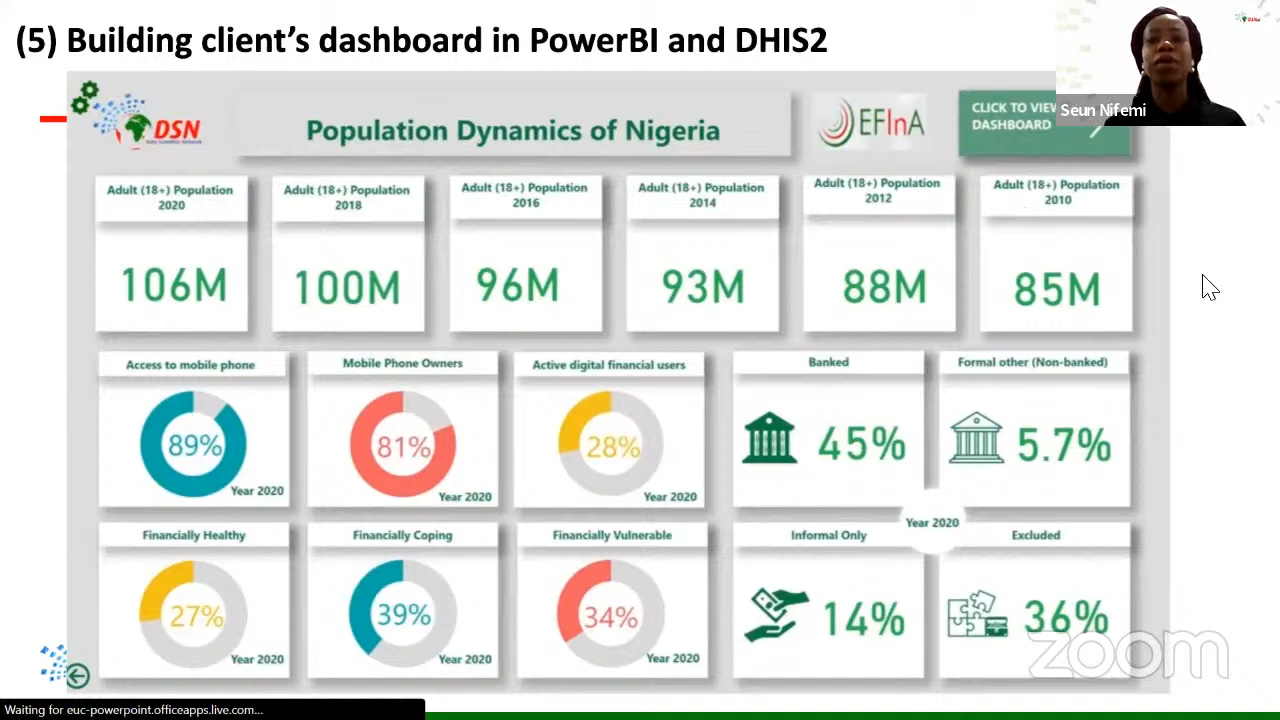 (5) Building client's dashboard in PowerBI and DHIS2
DSN
Population Dynamics of Nigeria
EFInA
CLICK TO VIEW
DASHBOARD
Seun Nifemi
Adult (18+) Population
2020
106M
Adult (18+) Population
2018
100M
Adult (18+) Population
2016
96M
Adult (18+) Population
2014
93M
Adult (18+) Population
2012
88M
Adult (18+) Population
2010
85M
Access to mobile phone
89%
Year 2020
Mobile Phone Owners
81%
Year 2020
Active digital financial users
28%
Year 2020
Banked
45%
Formal other (Non-banked)
5.7%
Year 2020
Financially Healthy
27%
Year 2020
Financially Coping
39%
Year 2020
Financially Vulnerable
34%
Year 2020
Informal Only
14%
Excluded
36%
zoom
Waiting for euc-powerpoint.officeapps.live.com...